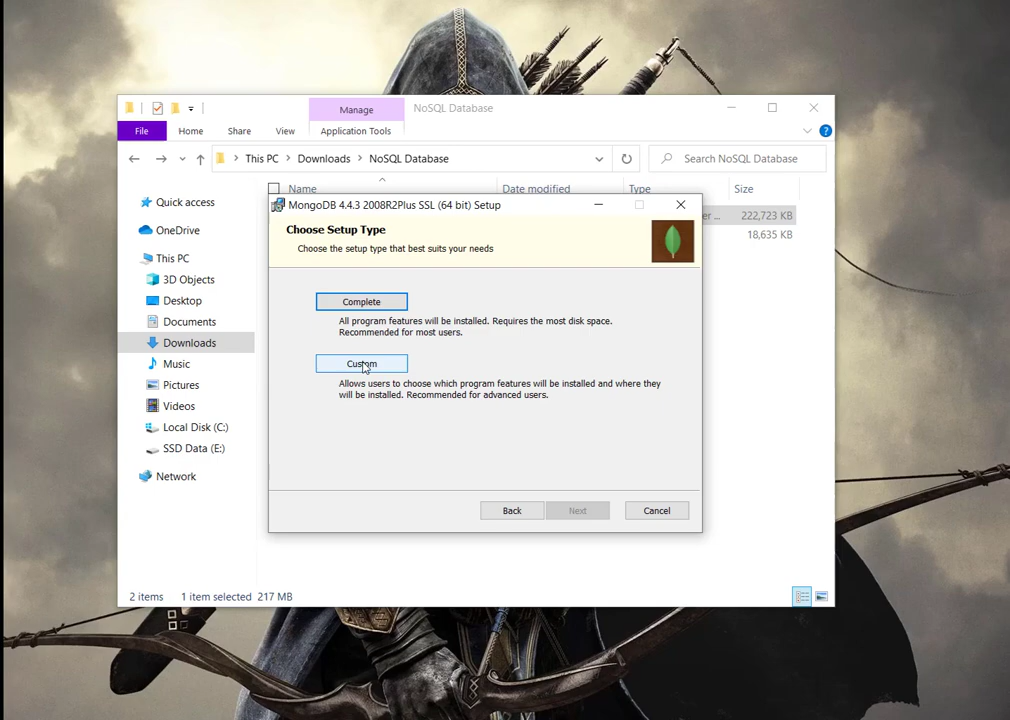 Manage
NoSQL Database
File
Home
Share
View
Application Tools
This PC
Downloads
NoSQL Database
Search NoSQL Database
Name
Date modified
Type
Size
Quick access
OneDrive
This PC
3D Objects
Desktop
Documents
Downloads
Music
Pictures
Videos
Local Disk (C:)
SSD Data (E:)
Network
er ...
222,723 KB
18,635 KB
MongoDB 4.4.3 2008R2Plus SSL (64 bit) Setup
Choose Setup Type
Choose the setup type that best suits your needs
Complete
All program features will be installed. Requires the most disk space.
Recommended for most users.
Custom
Allows users to choose which program features will be installed and where they
will be installed. Recommended for advanced users.
Back
Next
Cancel
2 items
1 item selected
217 MB